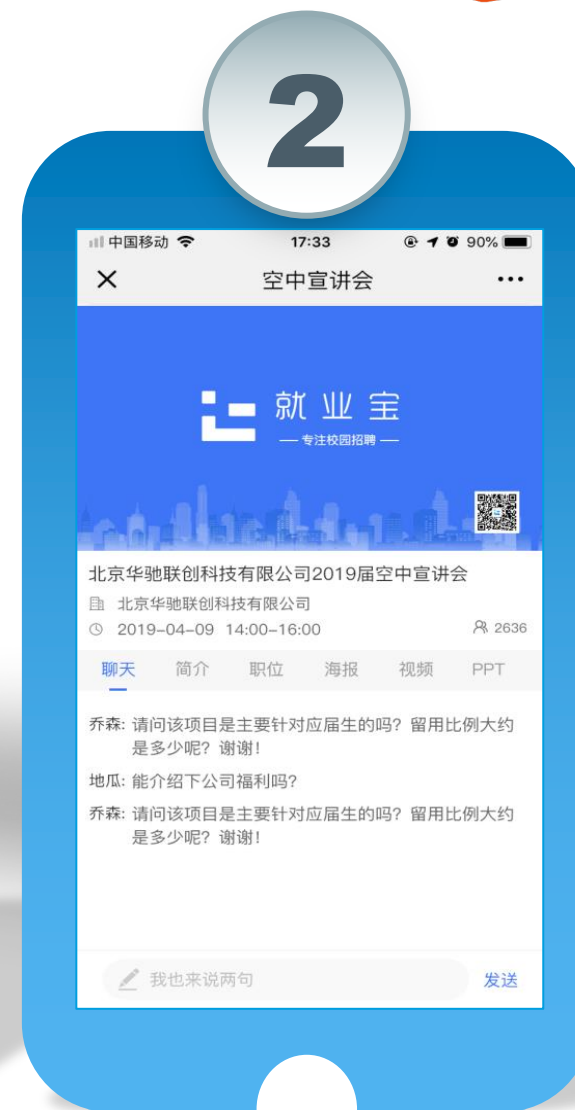 2
中国移动 17:33 90%
空中宣讲会
就业宝
— 专注校园招聘 —
北京华驰联创科技有限公司2019届空中宣讲会
北京华驰联创科技有限公司
2019-04-09 14:00-16:00 2636
聊天 简介 职位 海报 视频 PPT
乔森: 请问该项目是主要针对应届生的吗? 留用比例大约
是多少呢? 谢谢!
地瓜: 能介绍下公司福利吗?
乔森: 请问该项目是主要针对应届生的吗? 留用比例大约
是多少呢? 谢谢!
我也来说两句 发送